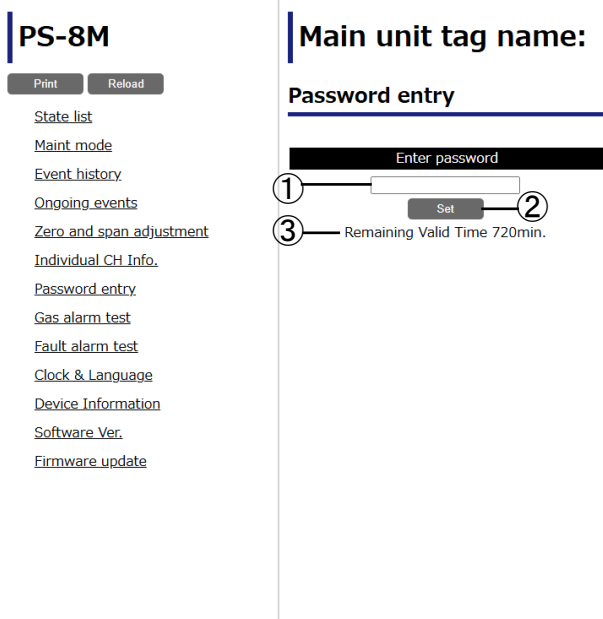 PS-8M
Print Reload
State list
Maint mode
Event history
Ongoing events
Zero and span adjustment
Individual CH Info.
Password entry
Gas alarm test
Fault alarm test
Clock & Language
Device Information
Software Ver.
Firmware update
Main unit tag name:
Password entry
Enter password
①
Set ②
③ Remaining Valid Time 720min.